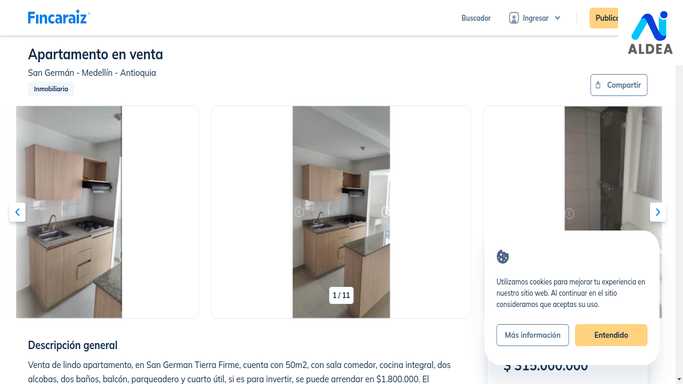 Fincaraiz
Buscador
Ingresar
Public
ALDEA
Apartamento en venta
San Germán - Medellín - Antioquia
Inmobiliario
Compartir
1 / 11
Utilizamos cookies para mejorar tu experiencia en
nuestro sitio web. Al continuar en el sitio
consideramos que aceptas su uso.
Más información
Entendido
Descripción general
$ 315.000.000
Venta de lindo apartamento, en San German Tierra Firme, cuenta con 50m2, con sala comedor, cocina integral, dos
alcobas, dos baños, balcón, parqueadero y cuarto útil, si es para invertir, se puede arrendar en $1.800.000. El